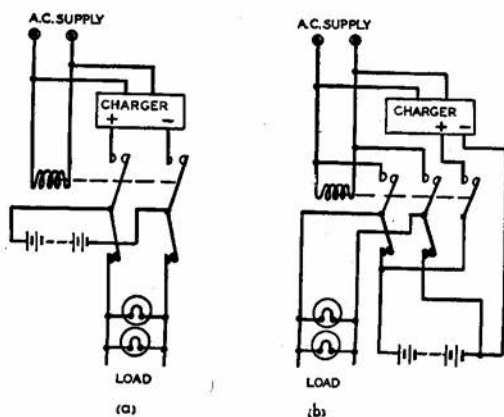 A.C. SUPPLY
CHARGER
+ −
LOAD
(a)
A.C. SUPPLY
CHARGER
+ −
LOAD
(b)